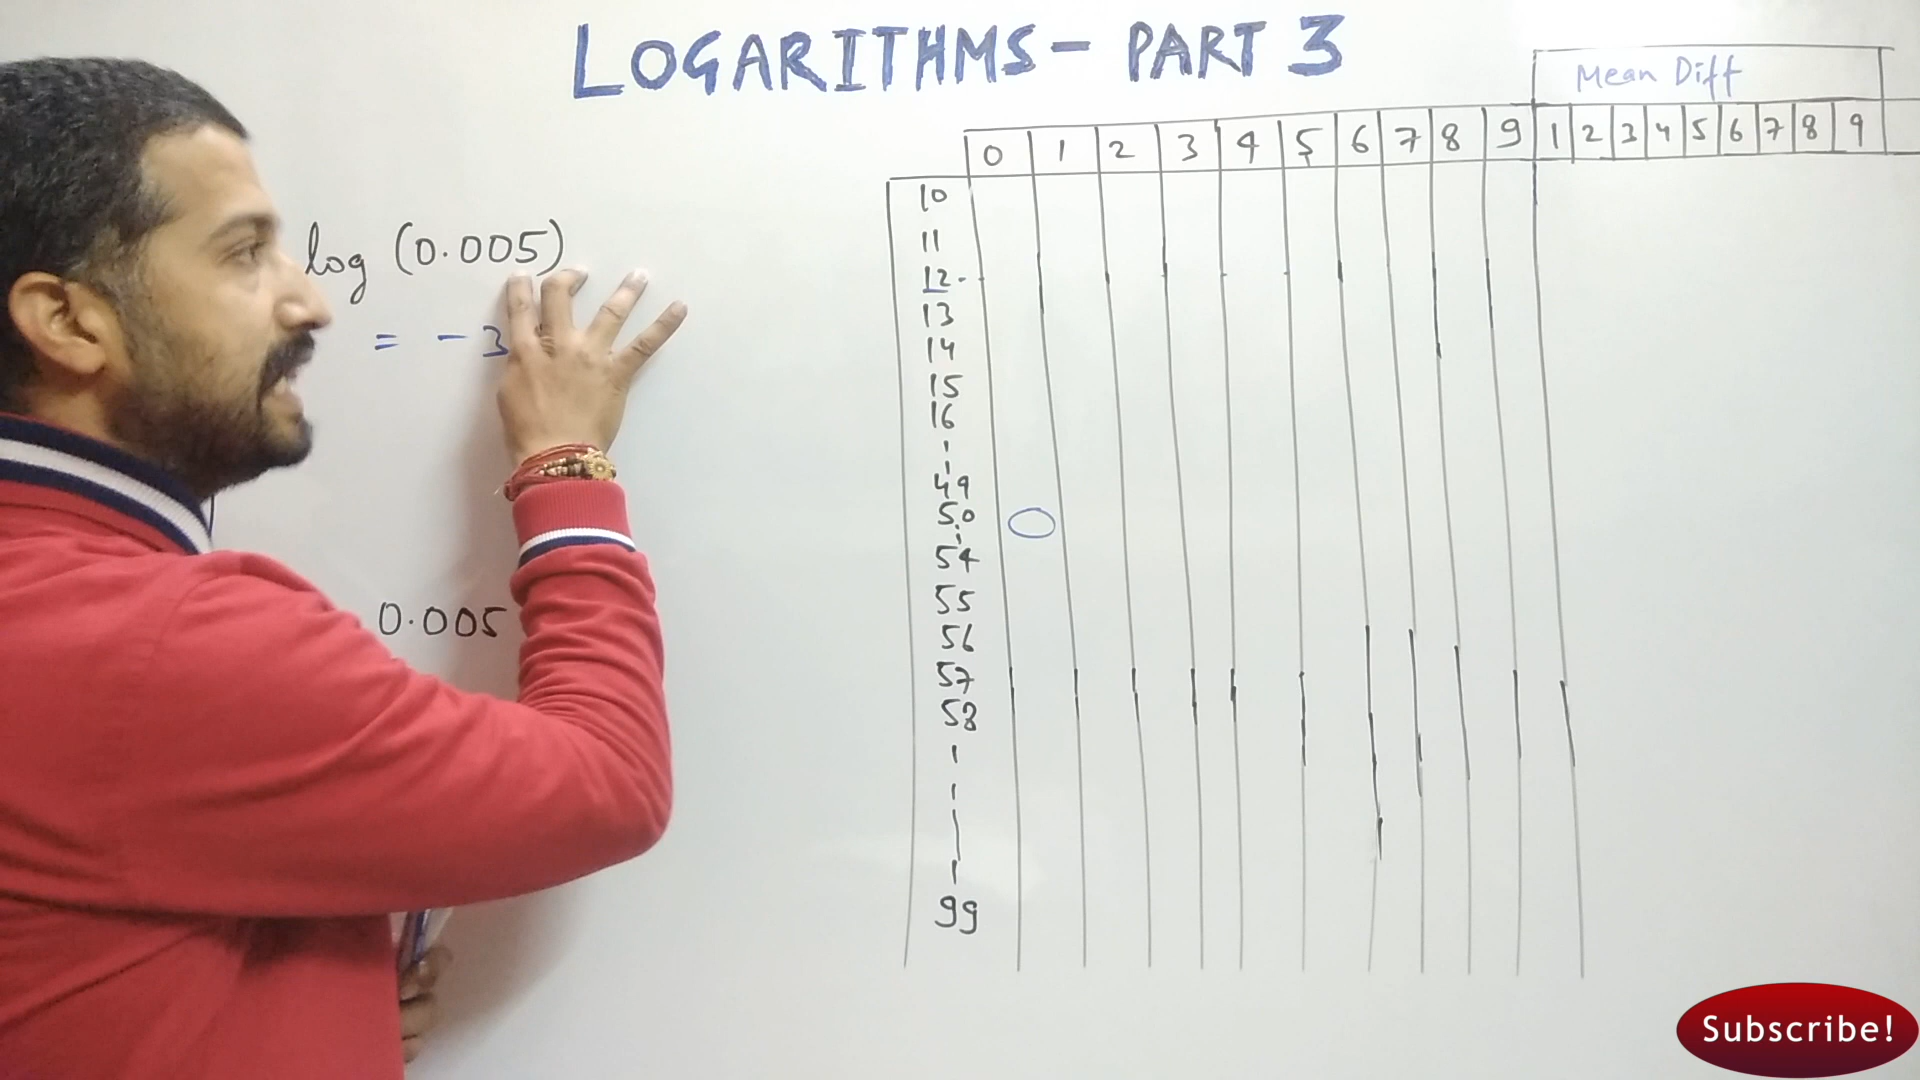 LOGARITHMS - PART 3
Mean Diff
0 1 2 3 4 5 6 7 8 9 1 2 3 4 5 6 7 8 9
log (0.005)
= - 3
0.005
10
11
12
13
14
15
16
49
50
54
55
56
57
58
99
Subscribe!